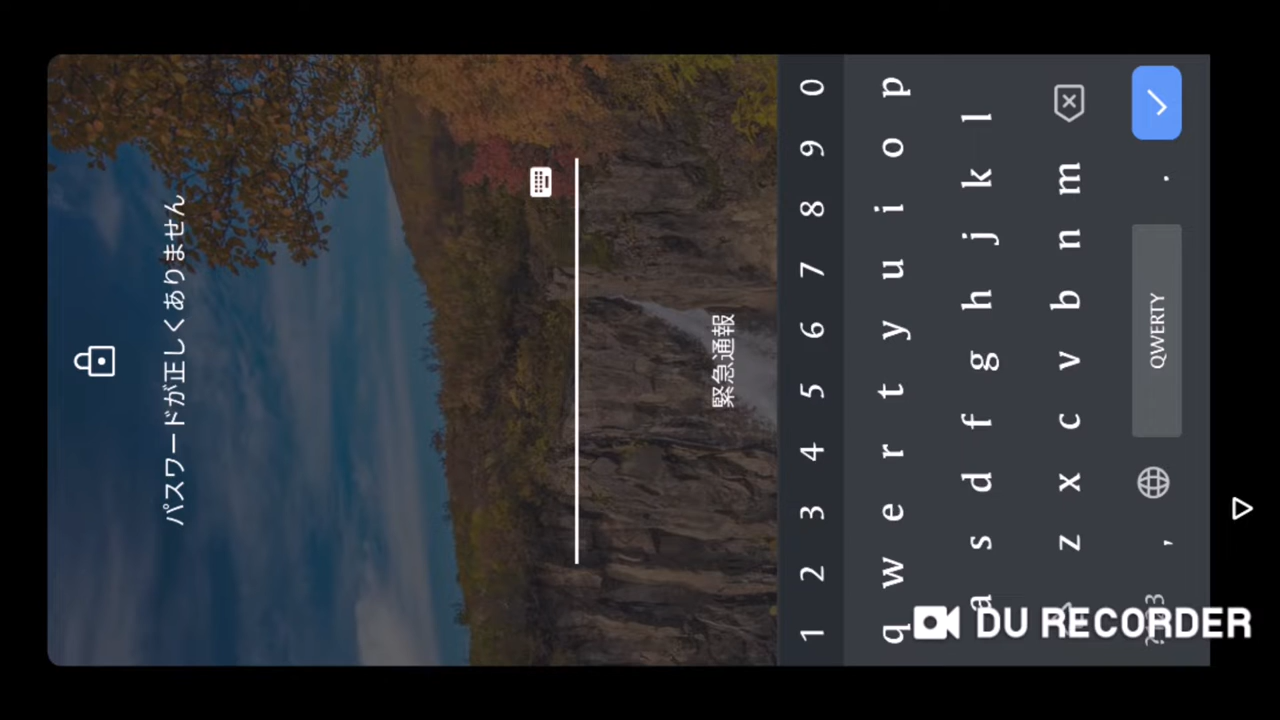 パスワードが正しくありません
緊急通報
1 2 3 4 5 6 7 8 9 0
q w e r t y u i o p
a s d f g h j k l
z x c v b n m
, QWERTY .
DU RECORDER